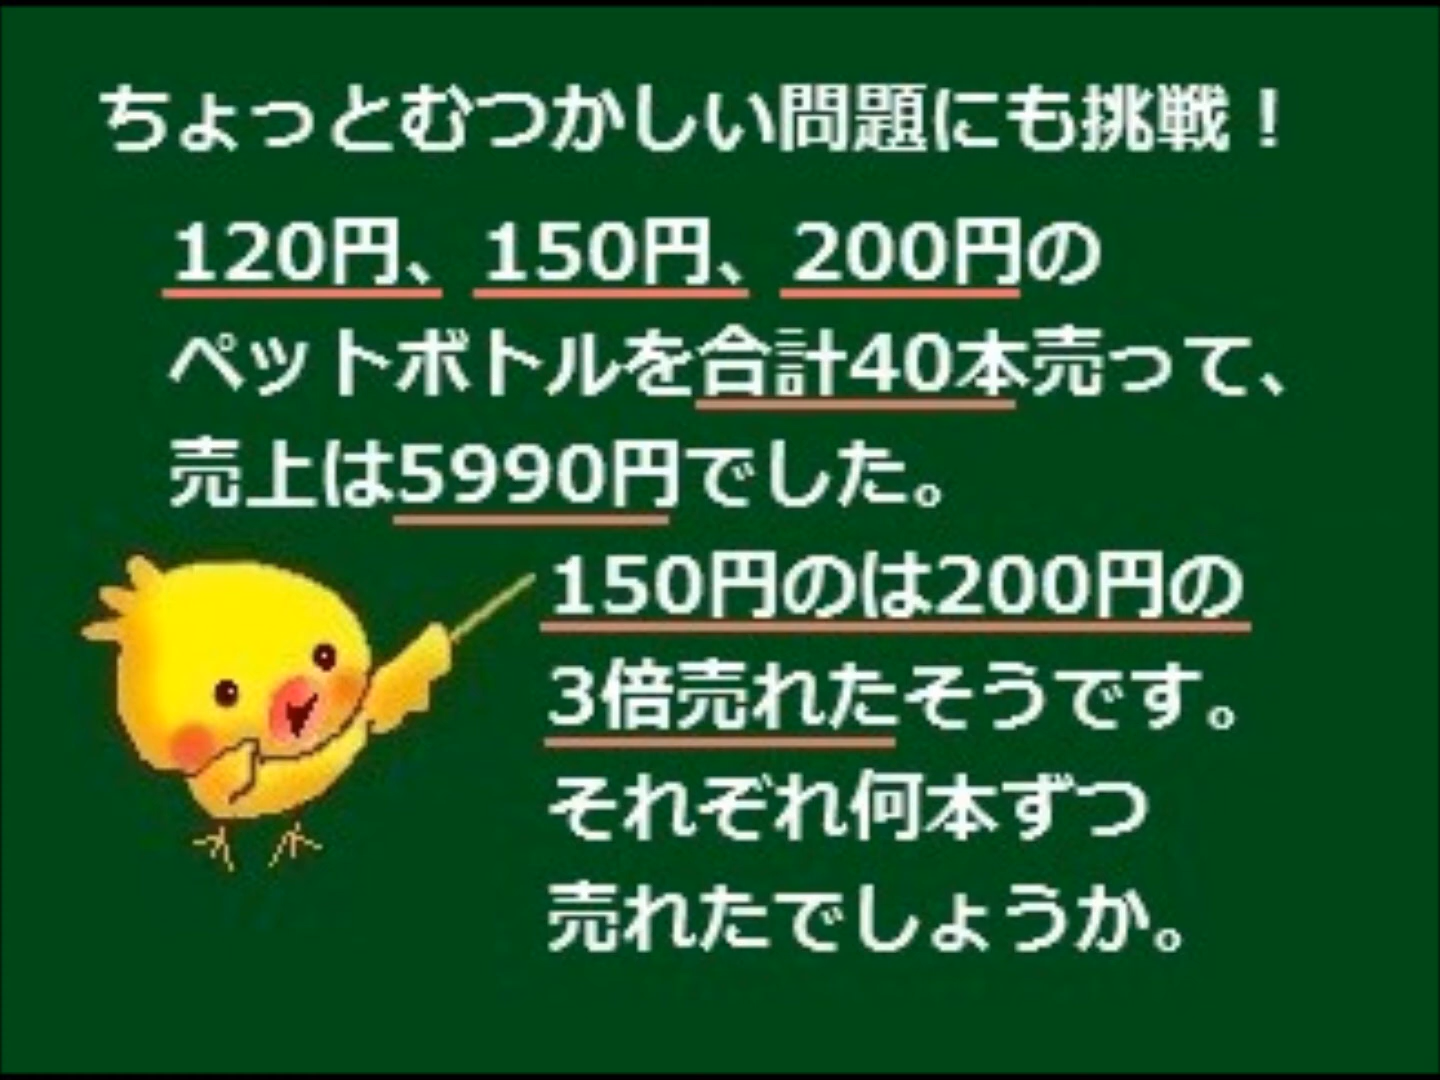 ちょっとむつかしい問題にも挑戦！
120円、150円、200円の
ペットボトルを合計40本売って、
売上は5990円でした。
150円のは200円の
3倍売れたそうです。
それぞれ何本ずつ
売れたでしょうか。